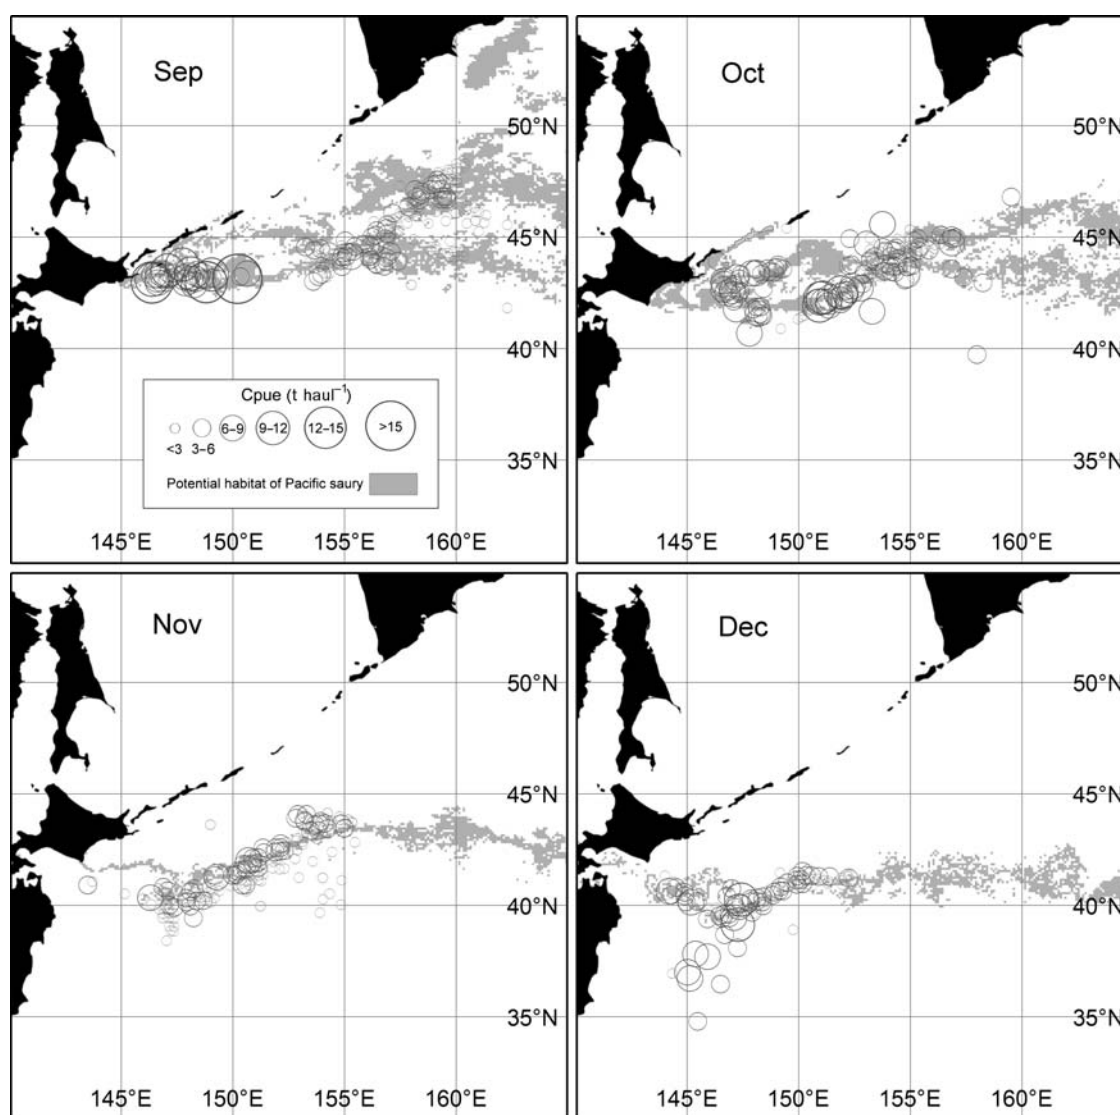 Sep
50°N
45°N
40°N
Cpue (t haul⁻¹)
6–9 9–12 12–15 >15
<3 3–6
Potential habitat of Pacific saury
35°N
145°E 150°E 155°E 160°E
Oct
50°N
45°N
40°N
35°N
145°E 150°E 155°E 160°E
Nov
50°N
45°N
40°N
35°N
145°E 150°E 155°E 160°E
Dec
50°N
45°N
40°N
35°N
145°E 150°E 155°E 160°E